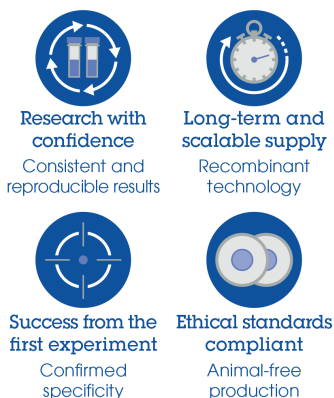 Research with
confidence
Consistent and
reproducible results
Long-term and
scalable supply
Recombinant
technology
Success from the
first experiment
Confirmed
specificity
Ethical standards
compliant
Animal-free
production